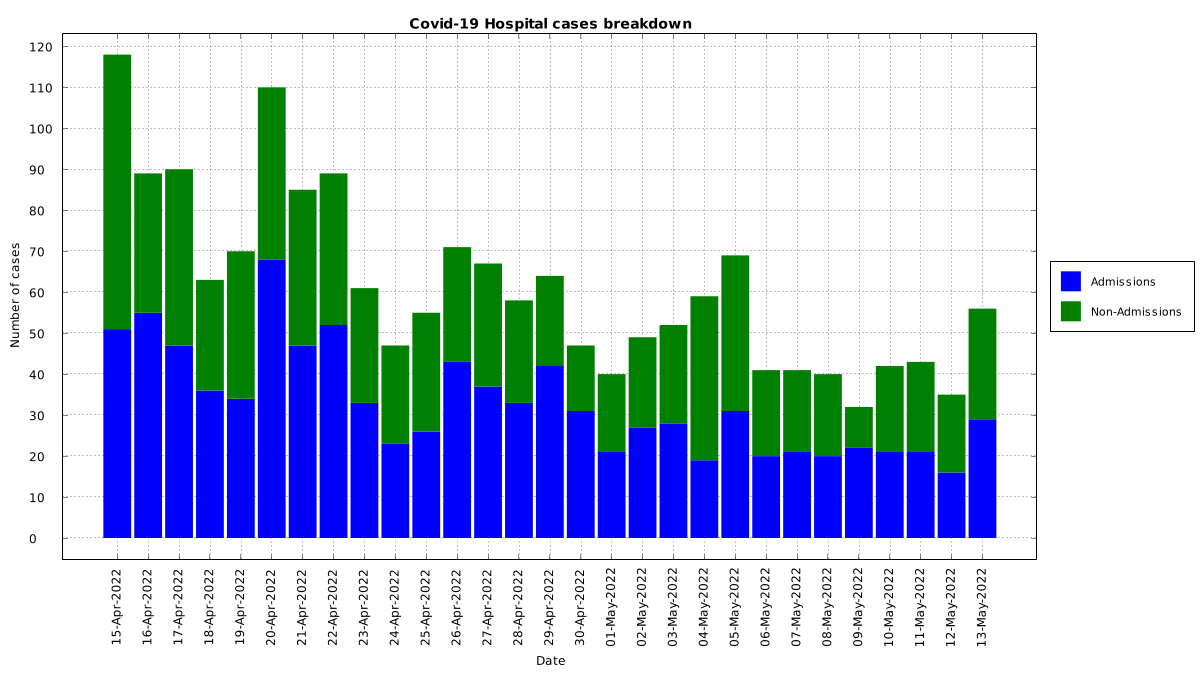 Covid-19 Hospital cases breakdown
120
110
100
90
80
70
60
50
40
30
20
10
0
Number of cases
Admissions
Non-Admissions
15-Apr-2022
16-Apr-2022
17-Apr-2022
18-Apr-2022
19-Apr-2022
20-Apr-2022
21-Apr-2022
22-Apr-2022
23-Apr-2022
24-Apr-2022
25-Apr-2022
26-Apr-2022
27-Apr-2022
28-Apr-2022
29-Apr-2022
30-Apr-2022
01-May-2022
02-May-2022
03-May-2022
04-May-2022
05-May-2022
06-May-2022
07-May-2022
08-May-2022
09-May-2022
10-May-2022
11-May-2022
12-May-2022
13-May-2022
Date